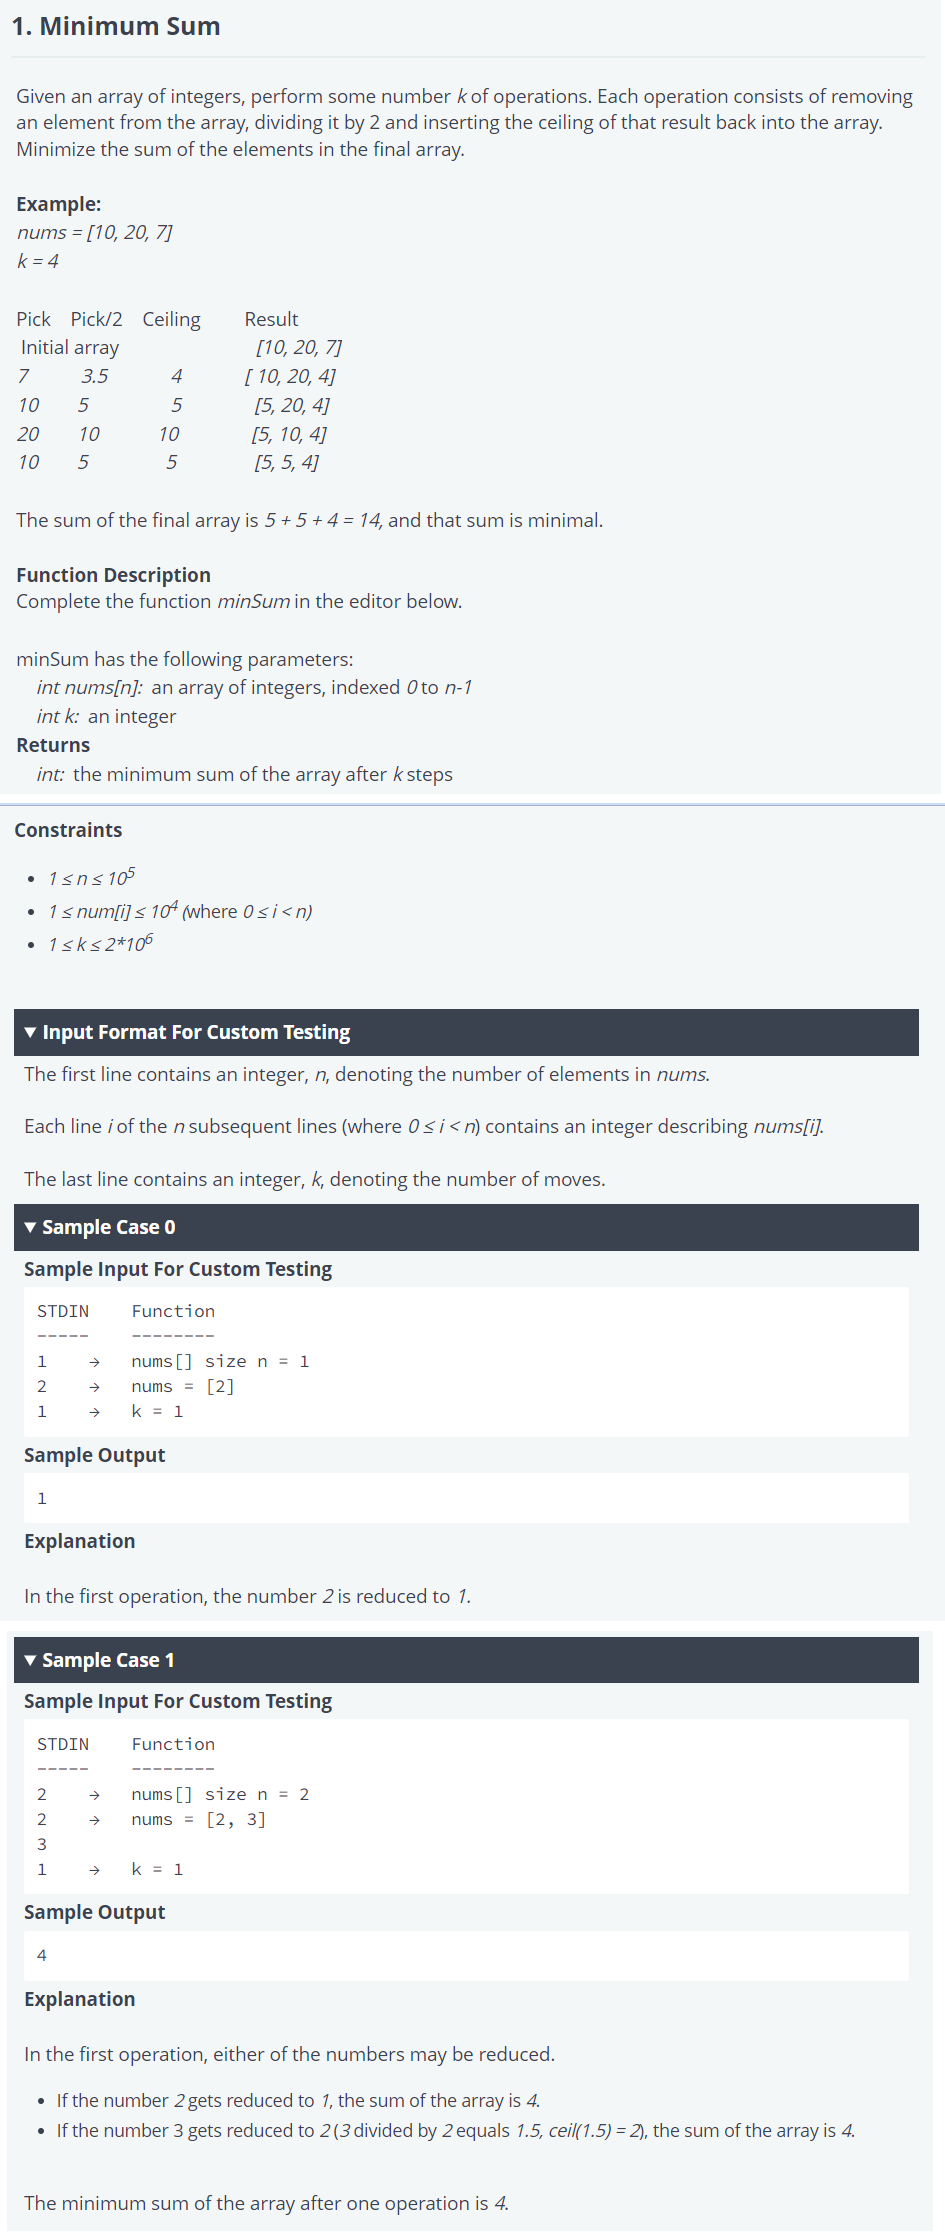 1. Minimum Sum
Given an array of integers, perform some number k of operations. Each operation consists of removing
an element from the array, dividing it by 2 and inserting the ceiling of that result back into the array.
Minimize the sum of the elements in the final array.
Example:
nums = [10, 20, 7]
k = 4
Pick Pick/2 Ceiling Result
Initial array [10, 20, 7]
7 3.5 4 [ 10, 20, 4]
10 5 5 [5, 20, 4]
20 10 10 [5, 10, 4]
10 5 5 [5, 5, 4]
The sum of the final array is 5 + 5 + 4 = 14, and that sum is minimal.
Function Description
Complete the function minSum in the editor below.
minSum has the following parameters:
int nums[n]: an array of integers, indexed 0 to n-1
int k: an integer
Returns
int: the minimum sum of the array after k steps
Constraints
• 1 ≤ n ≤ 10⁵
• 1 ≤ num[i] ≤ 10⁴ (where 0 ≤ i < n)
• 1 ≤ k ≤ 2*10⁶
▼ Input Format For Custom Testing
The first line contains an integer, n, denoting the number of elements in nums.
Each line i of the n subsequent lines (where 0 ≤ i < n) contains an integer describing nums[i].
The last line contains an integer, k, denoting the number of moves.
▼ Sample Case 0
Sample Input For Custom Testing
STDIN Function
----- --------
1 → nums[] size n = 1
2 → nums = [2]
1 → k = 1
Sample Output
1
Explanation
In the first operation, the number 2 is reduced to 1.
▼ Sample Case 1
Sample Input For Custom Testing
STDIN Function
----- --------
2 → nums[] size n = 2
2 → nums = [2, 3]
3
1 → k = 1
Sample Output
4
Explanation
In the first operation, either of the numbers may be reduced.
• If the number 2 gets reduced to 1, the sum of the array is 4.
• If the number 3 gets reduced to 2 (3 divided by 2 equals 1.5, ceil(1.5) = 2), the sum of the array is 4.
The minimum sum of the array after one operation is 4.